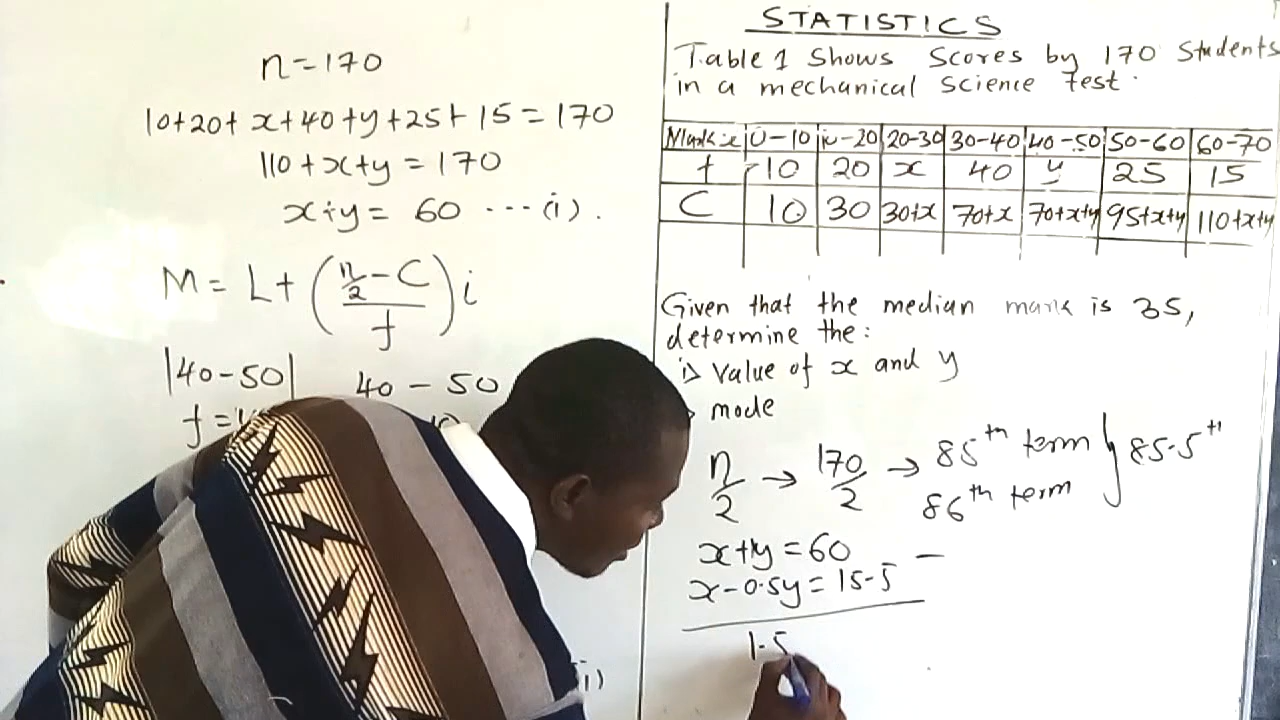 n=170
10+20+x+40+y+25+15=170
110+x+y=170
x+y= 60 ---(i).
M= L+ (n/2 - C / f) i
|40-50|   40-50
f=
STATISTICS
Table 1 Shows Scores by 170 Students
in a mechanical science test.
Marks x | 0-10 | 10-20 | 20-30 | 30-40 | 40-50 | 50-60 | 60-70
f | 10 | 20 | x | 40 | y | 25 | 15
C | 10 | 30 | 30+x | 70+x | 70+x+y | 95+x+y | 110+x+y
Given that the median mark is 35,
determine the:
i> value of x and y
> mode
n/2 → 170/2 → 85th term } 85.5th
86th term
x+y=60 —
x-0.5y=15.5
1.5
i)